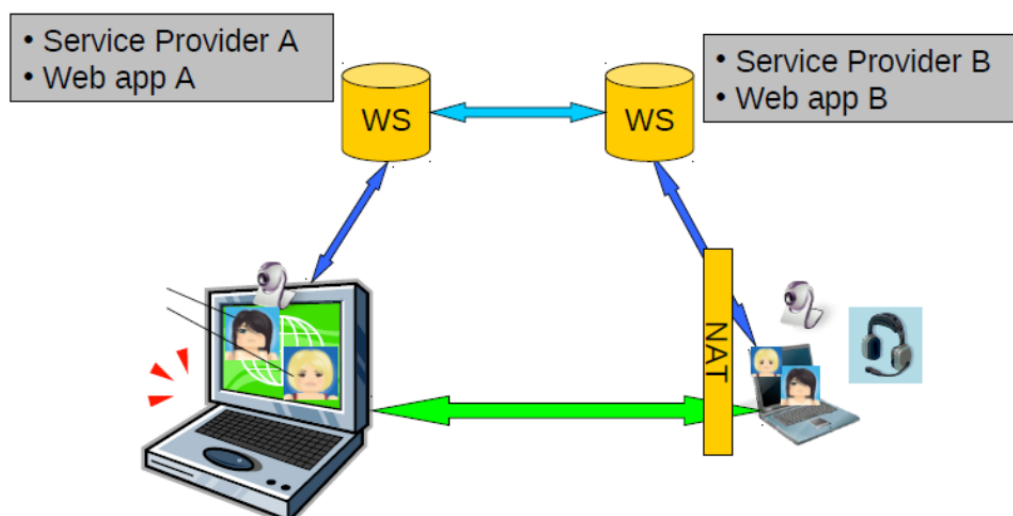 • Service Provider A
• Web app A
• Service Provider B
• Web app B
WS
WS
NAT